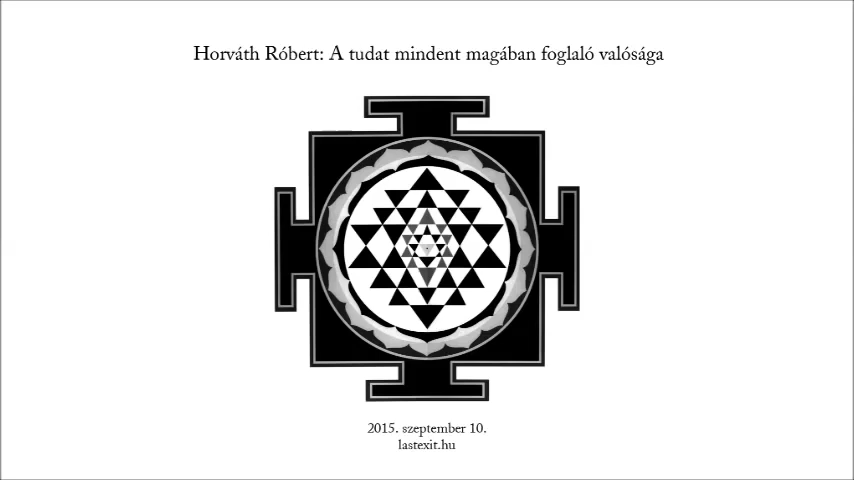 Horváth Róbert: A tudat mindent magában foglaló valósága
2015. szeptember 10.
lastexit.hu